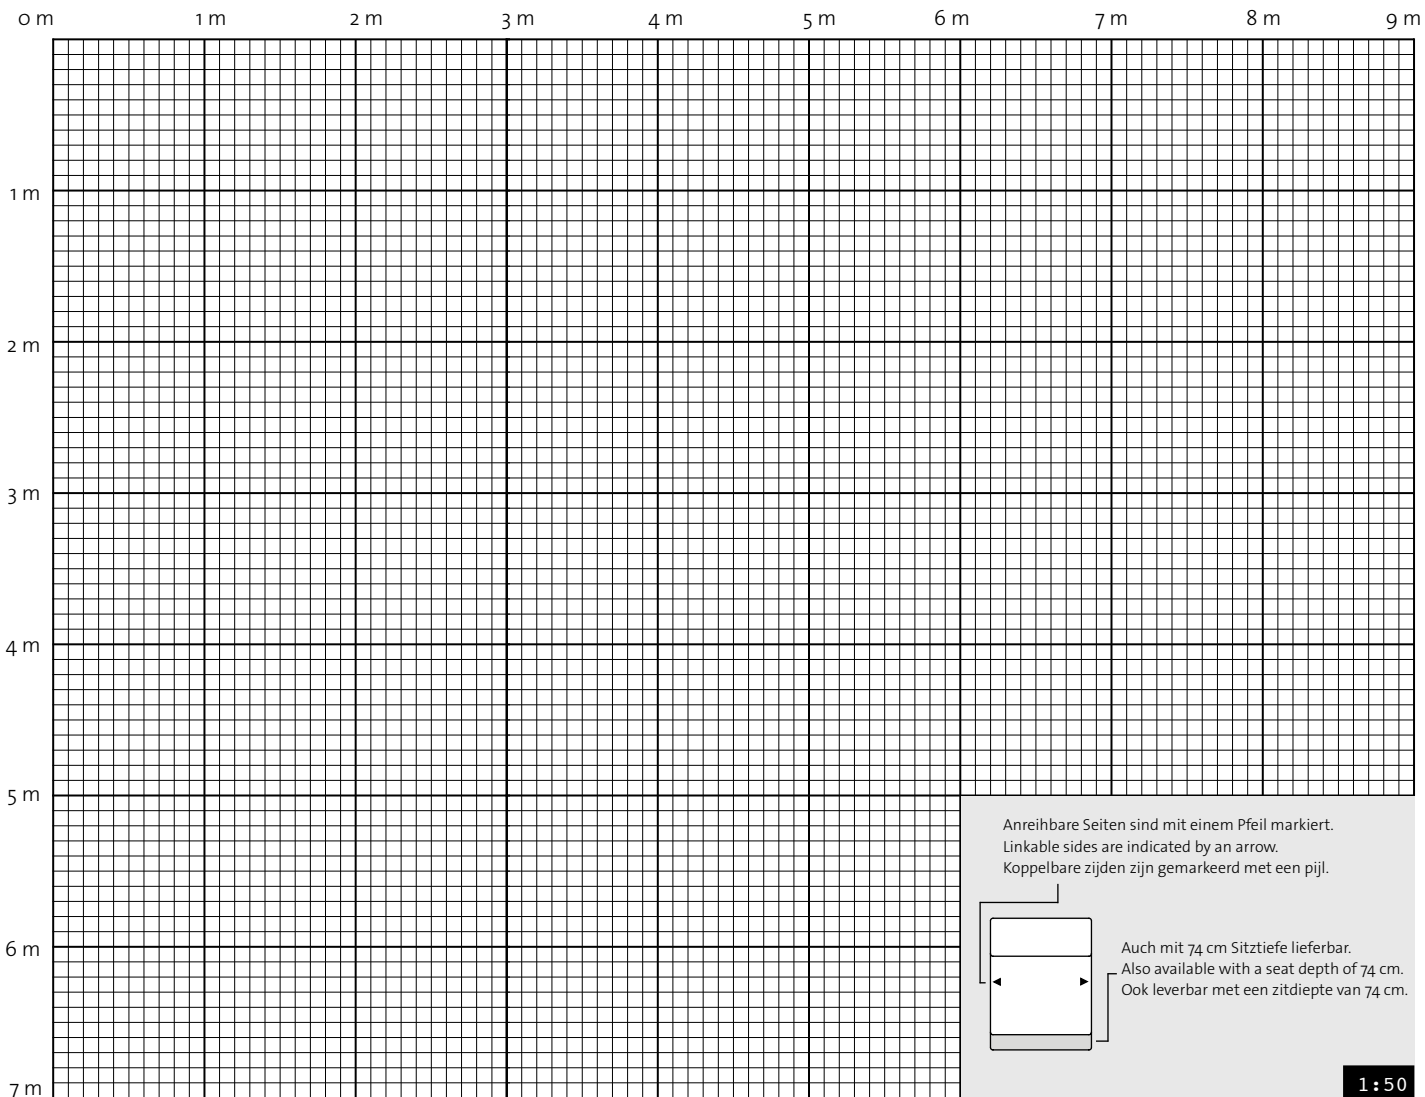 0 m 1 m 2 m 3 m 4 m 5 m 6 m 7 m 8 m 9 m
1 m
2 m
3 m
4 m
5 m
Anreihbare Seiten sind mit einem Pfeil markiert.
Linkable sides are indicated by an arrow.
Koppelbare zijden zijn gemarkeerd met een pijl.
6 m
Auch mit 74 cm Sitztiefe lieferbar.
Also available with a seat depth of 74 cm.
Ook leverbar met een zitdiepte van 74 cm.
7 m
1:50